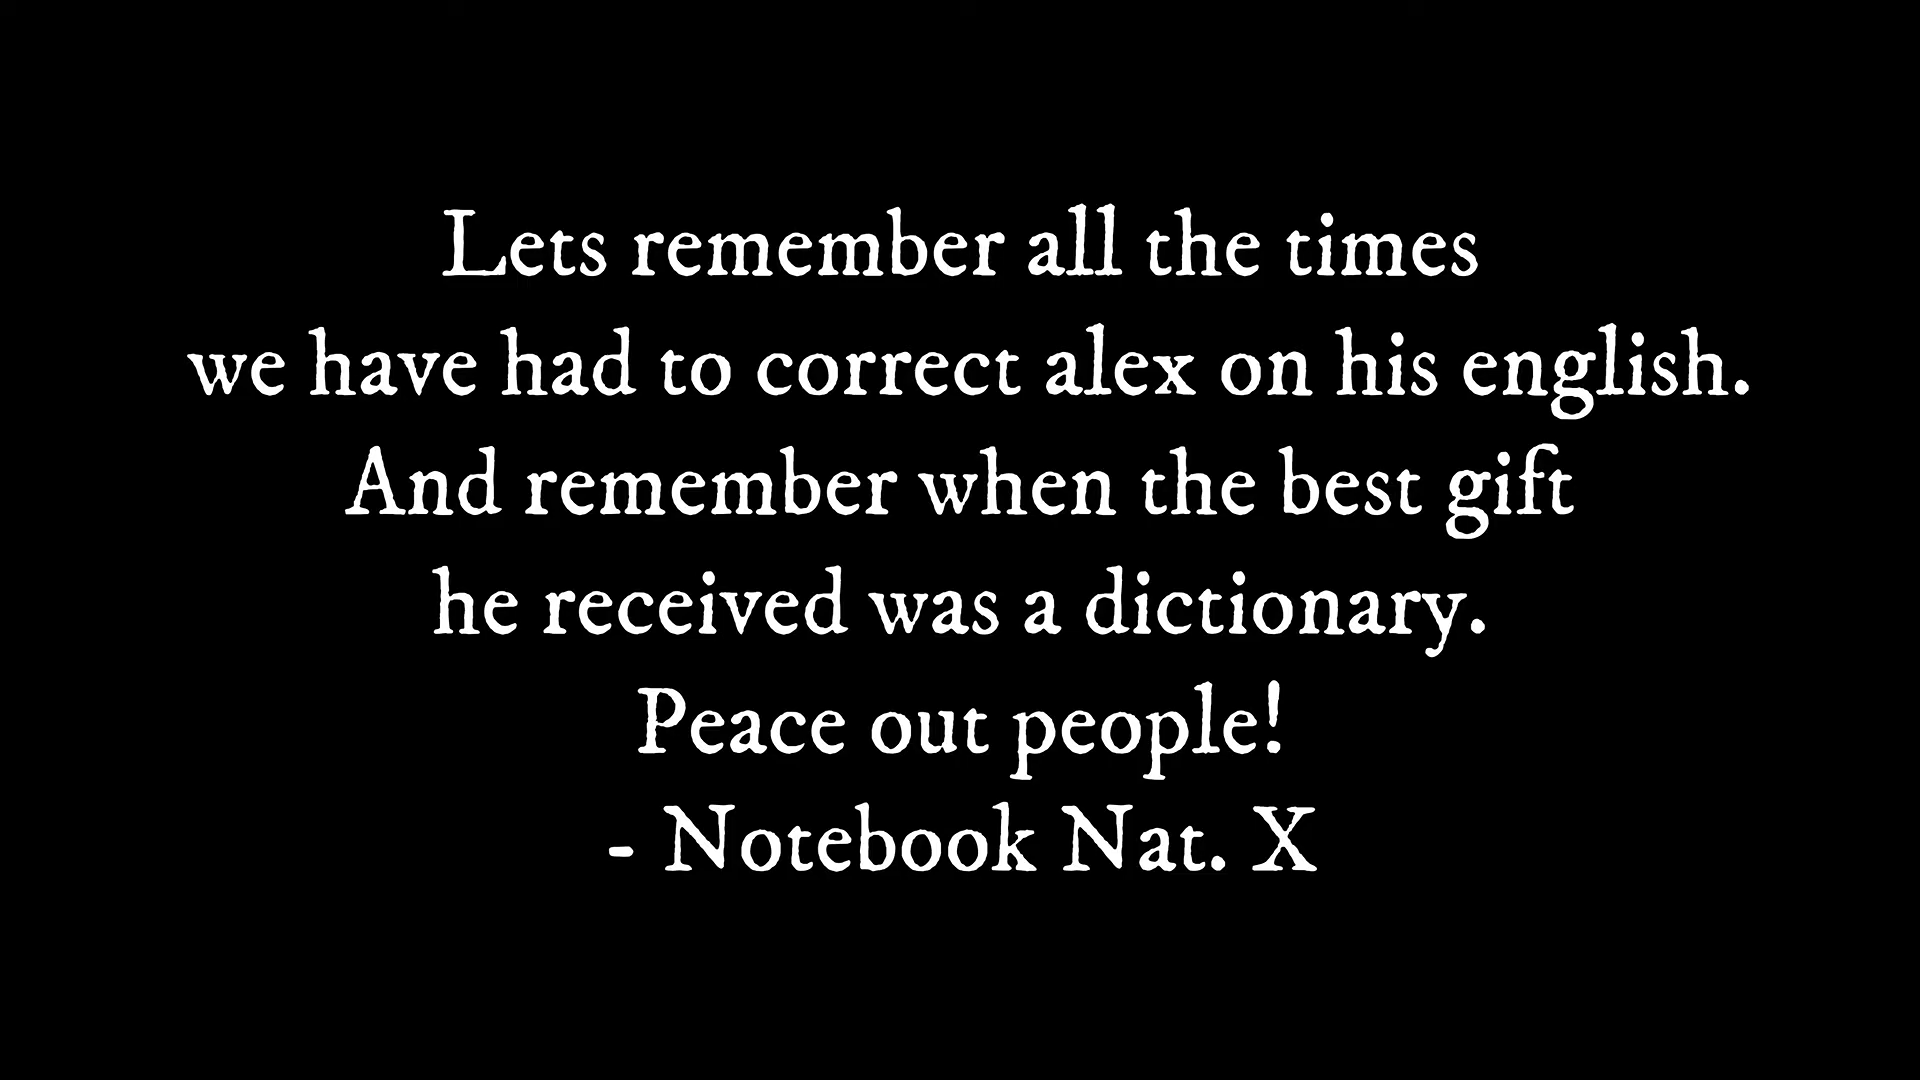 Lets remember all the times
we have had to correct alex on his english.
And remember when the best gift
he received was a dictionary.
Peace out people!
- Notebook Nat. X